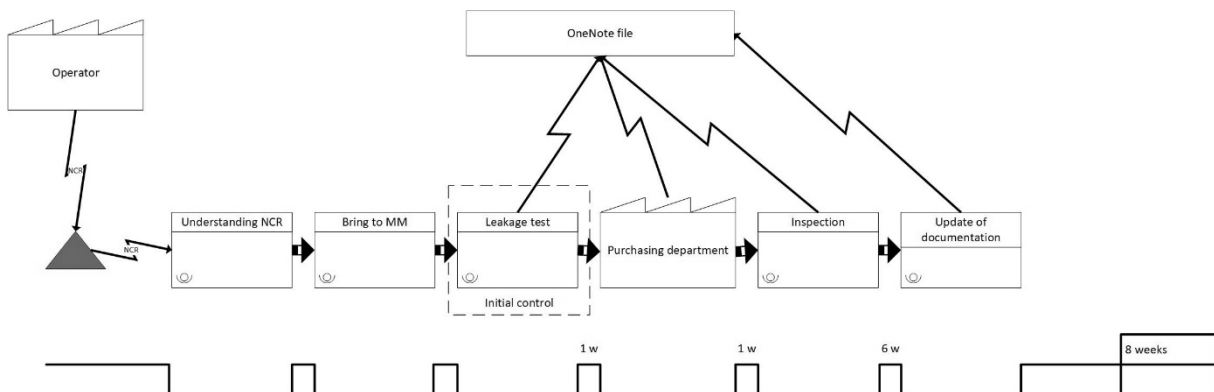 OneNote file
Operator
NCR
NCR
Understanding NCR
Bring to MM
Leakage test
Purchasing department
Inspection
Update of
documentation
Initial control
1 w
1 w
6 w
8 weeks